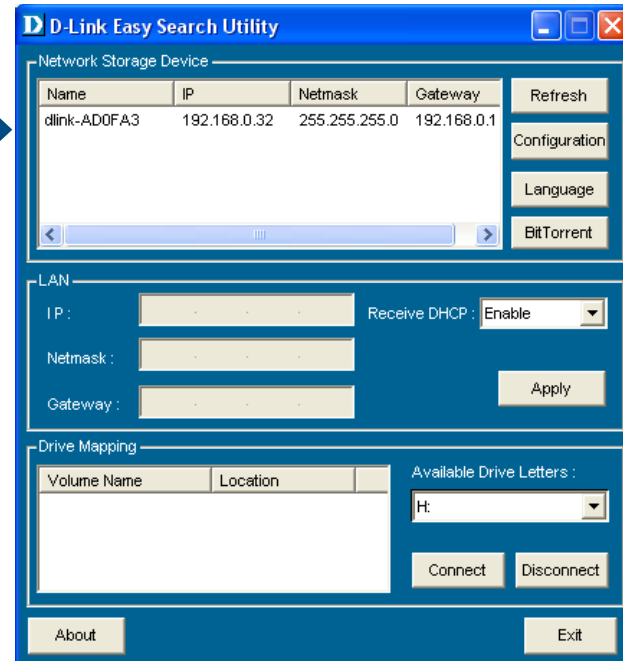 D D-Link Easy Search Utility
Network Storage Device
Name IP Netmask Gateway
dlink-AD0FA3 192.168.0.32 255.255.255.0 192.168.0.1
Refresh
Configuration
Language
BitTorrent
LAN
IP :
Receive DHCP : Enable
Netmask :
Gateway :
Apply
Drive Mapping
Volume Name Location
Available Drive Letters :
H:
Connect Disconnect
About Exit